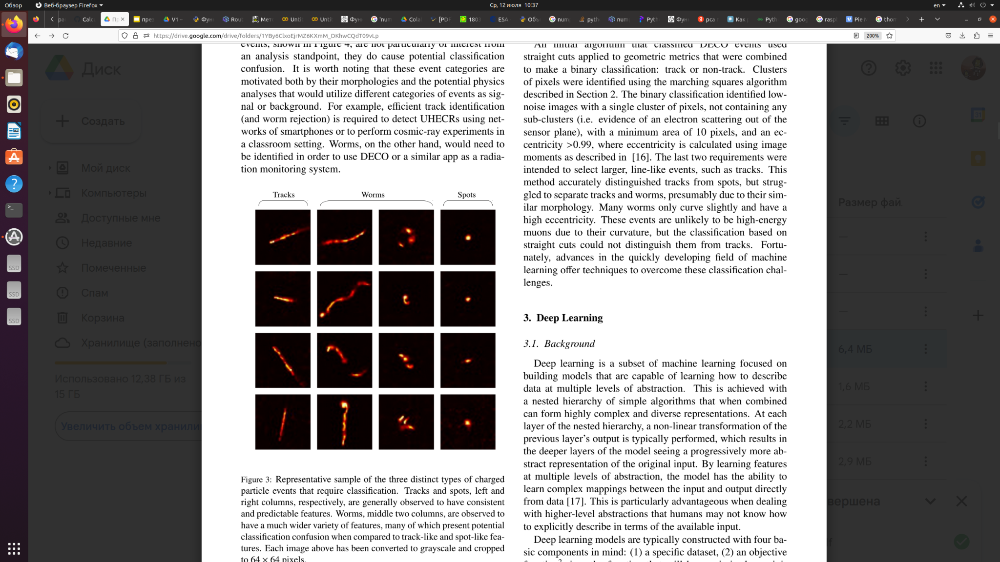 Обзор
Веб-браузер Firefox
Ср, 12 июля 10:37
en
Calc
През
V1 –
Rout
Unti
Unti
'num
Cola
[PDF
1803
ESA -
num
pyth
num
Pyth
рса
Как
Pyth
goog
rasp
Pie
thor
https://drive.google.com/drive/folders/1YBy6ClxoEjrMZ6KXmM_DKhwCQdT09vLp
200%
Диск
Создать
Мой диск
Компьютеры
Доступные мне
Недавние
Помеченные
Спам
Корзина
Хранилище (заполнено
Использовано 12,38 ГБ из
15 ГБ
Увеличить объем хранили
SSD
SSD
SSD
events, shown in Figure 4, are not particularly of interest from
an analysis standpoint, they do cause potential classification
confusion. It is worth noting that these event categories are
motivated both by their morphologies and the potential physics
analyses that would utilize different categories of events as sig-
nal or background. For example, efficient track identification
(and worm rejection) is required to detect UHECRs using net-
works of smartphones or to perform cosmic-ray experiments in
a classroom setting. Worms, on the other hand, would need to
be identified in order to use DECO or a similar app as a radia-
tion monitoring system.
Tracks
Worms
Spots
Figure 3: Representative sample of the three distinct types of charged
particle events that require classification. Tracks and spots, left and
right columns, respectively, are generally observed to have consistent
and predictable features. Worms, middle two columns, are observed to
have a much wider variety of features, many of which present potential
classification confusion when compared to track-like and spot-like fea-
tures. Each image above has been converted to grayscale and cropped
to 64 × 64 pixels.
An initial algorithm that classified DECO events used
straight cuts applied to geometric metrics that were combined
to make a binary classification: track or non-track. Clusters
of pixels were identified using the marching squares algorithm
described in Section 2. The binary classification identified low-
noise images with a single cluster of pixels, not containing any
sub-clusters (i.e. evidence of an electron scattering out of the
sensor plane), with a minimum area of 10 pixels, and an ec-
centricity >0.99, where eccentricity is calculated using image
moments as described in [16]. The last two requirements were
intended to select larger, line-like events, such as tracks. This
method accurately distinguished tracks from spots, but strug-
gled to separate tracks and worms, presumably due to their sim-
ilar morphology. Many worms only curve slightly and have a
high eccentricity. These events are unlikely to be high-energy
muons due to their curvature, but the classification based on
straight cuts could not distinguish them from tracks. Fortu-
nately, advances in the quickly developing field of machine
learning offer techniques to overcome these classification chal-
lenges.
3. Deep Learning
3.1. Background
Deep learning is a subset of machine learning focused on
building models that are capable of learning how to describe
data at multiple levels of abstraction. This is achieved with
a nested hierarchy of simple algorithms that when combined
can form highly complex and diverse representations. At each
layer of the nested hierarchy, a non-linear transformation of the
previous layer's output is typically performed, which results in
the deeper layers of the model seeing a progressively more ab-
stract representation of the original input. By learning features
at multiple levels of abstraction, the model has the ability to
learn complex mappings between the input and output directly
from data [17]. This is particularly advantageous when dealing
with higher-level abstractions that humans may not know how
to explicitly describe in terms of the available input.
Deep learning models are typically constructed with four ba-
sic components in mind: (1) a specific dataset, (2) an objective
31
Размер фай.
6,4 МБ
1,6 МБ
2,2 МБ
2,9 МБ
вершена
f